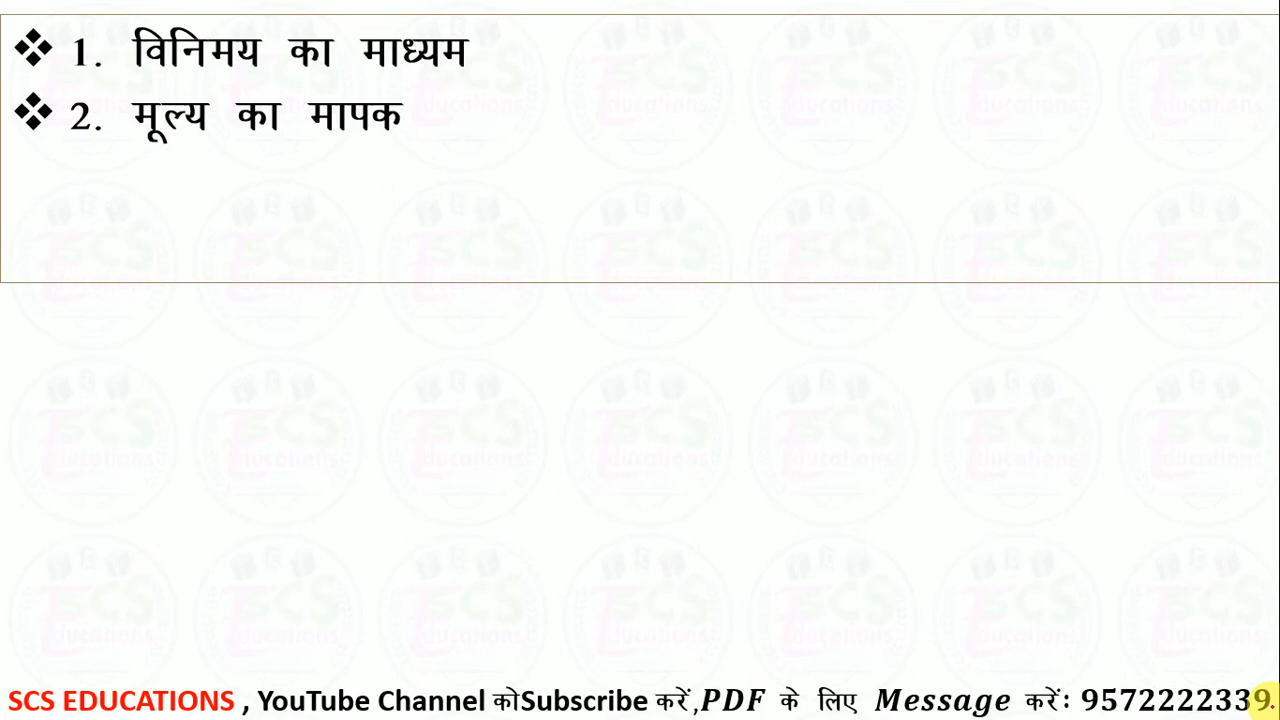 ❖ 1. विनिमय का माध्यम
❖ 2. मूल्य का मापक
SCS EDUCATIONS , YouTube Channel कोSubscribe करें,PDF के लिए Message करें: 9572222339.